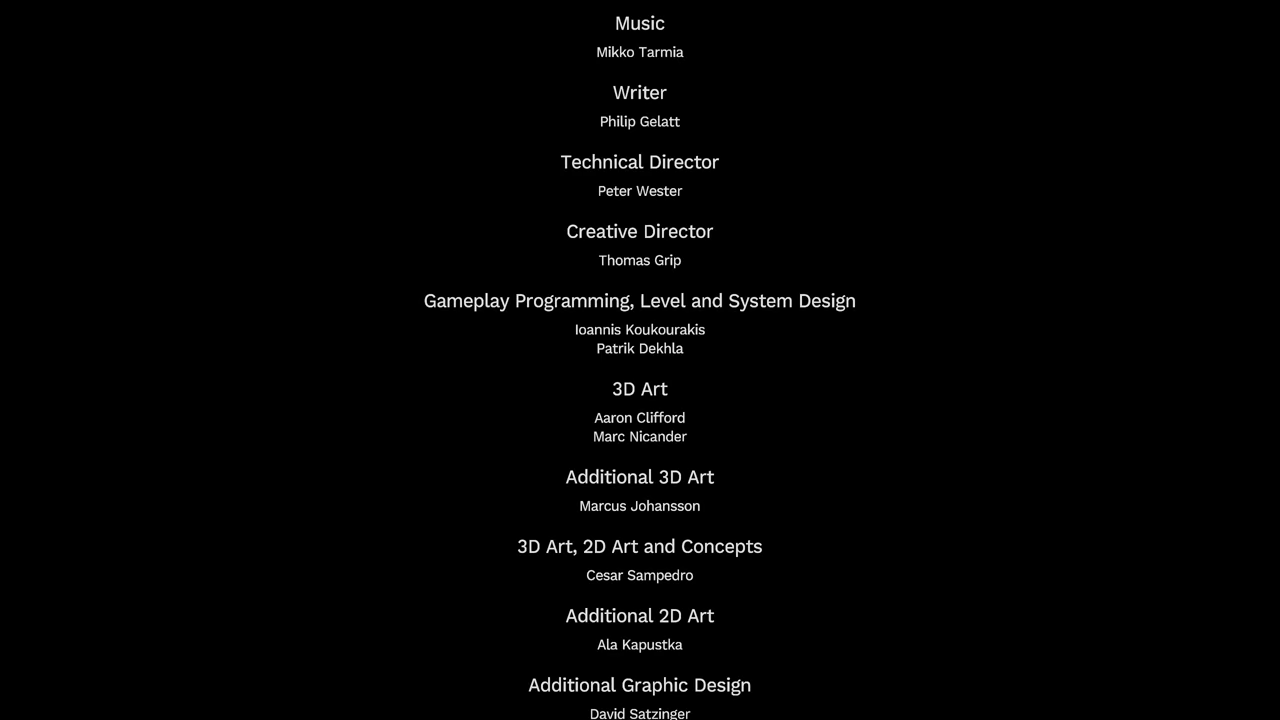 Music
Mikko Tarmia
Writer
Philip Gelatt
Technical Director
Peter Wester
Creative Director
Thomas Grip
Gameplay Programming, Level and System Design
Ioannis Koukourakis
Patrik Dekhla
3D Art
Aaron Clifford
Marc Nicander
Additional 3D Art
Marcus Johansson
3D Art, 2D Art and Concepts
Cesar Sampedro
Additional 2D Art
Ala Kapustka
Additional Graphic Design
David Satzinger